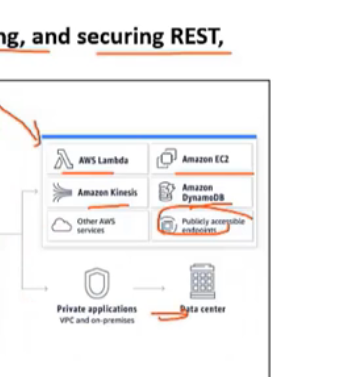 ng, and securing REST,
AWS Lambda
Amazon EC2
Amazon Kinesis
Amazon
DynamoDB
Other AWS
services
Publicly accessible
endpoints
Private applications
VPC and on-premises
Data center